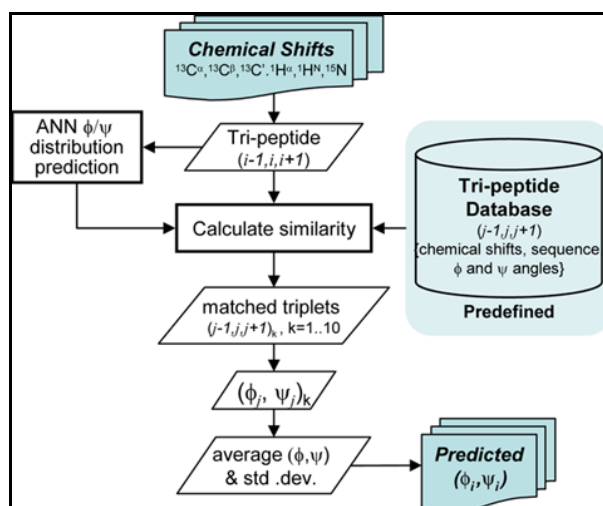 Chemical Shifts
¹³Cᵅ,¹³Cᵝ,¹³C'.¹Hᵅ,¹Hᴺ,¹⁵N
ANN ϕ/ψ
distribution
prediction
Tri-peptide
(i-1,i,i+1)
Calculate similarity
Tri-peptide
Database
(j-1,j,j+1)
{chemical shifts, sequence
ϕ and ψ angles}
Predefined
matched triplets
(j-1,j,j+1)ₖ, k=1..10
(ϕⱼ, ψⱼ)ₖ
average (ϕ,ψ)
& std .dev.
Predicted
(ϕᵢ,ψᵢ)